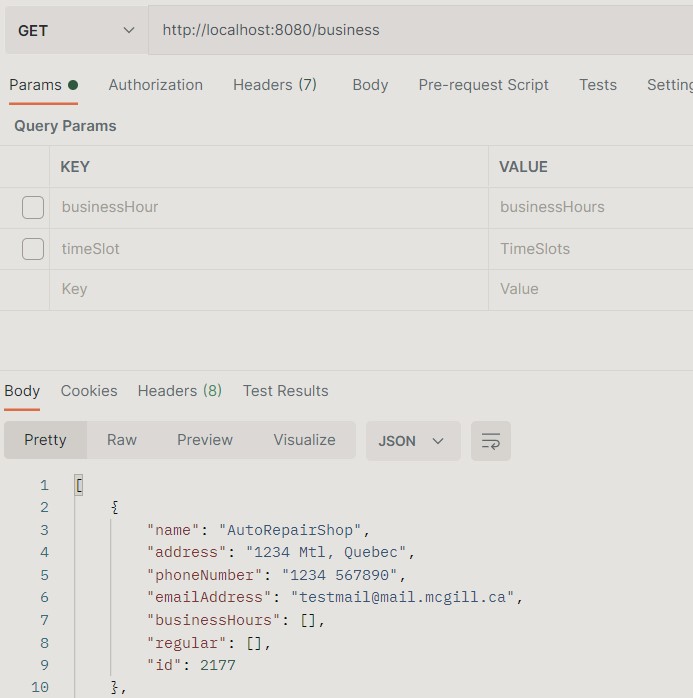 GET http://localhost:8080/business
Params Authorization Headers (7) Body Pre-request Script Tests Setting
Query Params
KEY VALUE
businessHour businessHours
timeSlot TimeSlots
Key Value
Body Cookies Headers (8) Test Results
Pretty Raw Preview Visualize JSON
1 [
2 {
3 "name": "AutoRepairShop",
4 "address": "1234 Mtl, Quebec",
5 "phoneNumber": "1234 567890",
6 "emailAddress": "testmail@mail.mcgill.ca",
7 "businessHours": [],
8 "regular": [],
9 "id": 2177
10 },